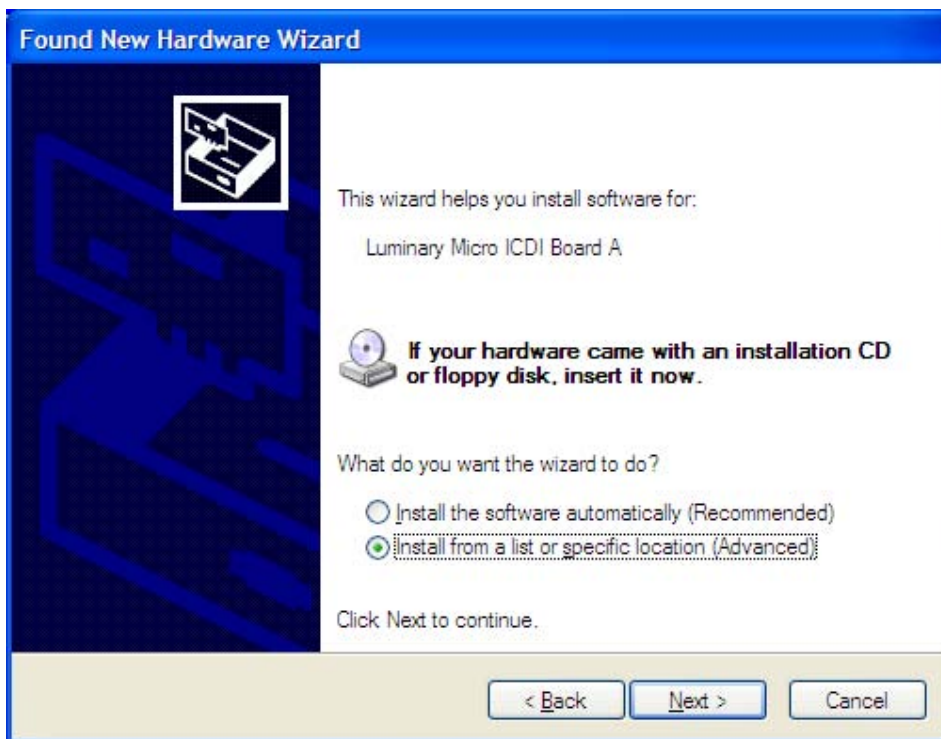 Found New Hardware Wizard
This wizard helps you install software for:
Luminary Micro ICDI Board A
If your hardware came with an installation CD
or floppy disk, insert it now.
What do you want the wizard to do?
Install the software automatically (Recommended)
Install from a list or specific location (Advanced)
Click Next to continue.
< Back Next > Cancel